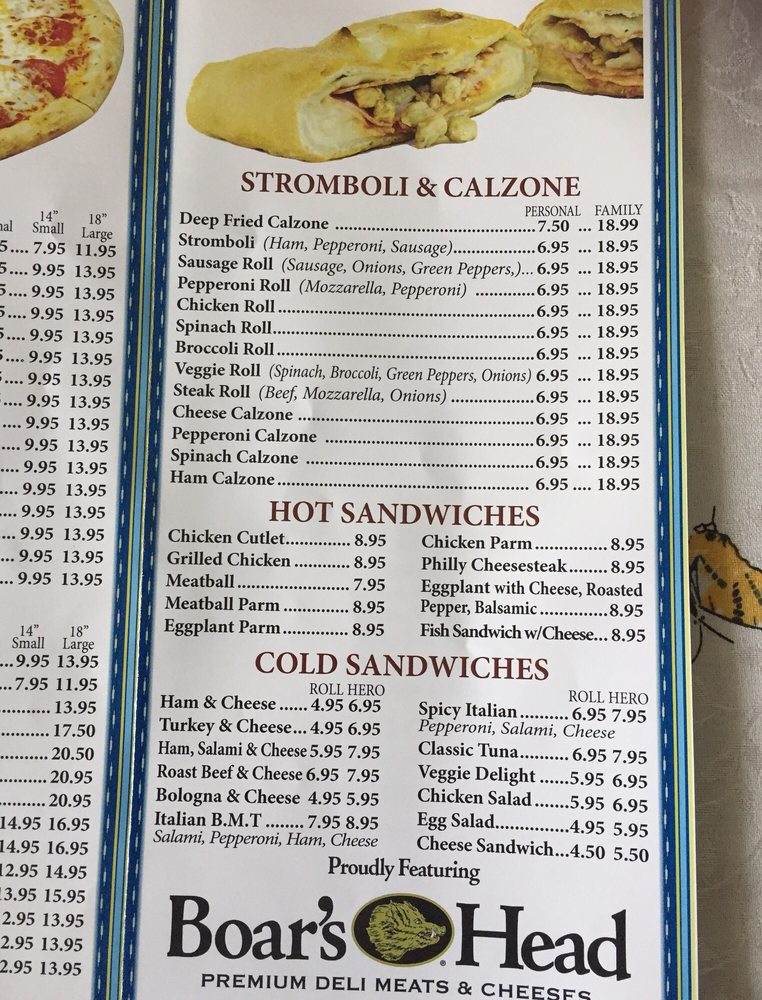 nal 14" 18"
Small Large
5.... 7.95 11.95
5.... 9.95 13.95
5.... 9.95 13.95
5.... 9.95 13.95
5.... 9.95 13.95
5.... 9.95 13.95
5.... 9.95 13.95
.... 9.95 13.95
.... 9.95 13.95
.... 9.95 13.95
... 9.95 13.95
.... 9.95 13.95
... 9.95 13.95
... 9.95 13.95
... 9.95 13.95
... 9.95 13.95
14" 18"
Small Large
...9.95 13.95
...7.95 11.95
.......... 13.95
.......... 17.50
.......... 20.50
.......... 20.95
.......... 20.95
14.95 16.95
14.95 16.95
12.95 14.95
13.95 15.95
2.95 13.95
2.95 13.95
2.95 13.95
STROMBOLI & CALZONE
PERSONAL FAMILY
Deep Fried Calzone ........ 7.50 ... 18.99
Stromboli (Ham, Pepperoni, Sausage)........ 6.95 ... 18.95
Sausage Roll (Sausage, Onions, Green Peppers,)... 6.95 ... 18.95
Pepperoni Roll (Mozzarella, Pepperoni) ........ 6.95 ... 18.95
Chicken Roll........ 6.95 ... 18.95
Spinach Roll........ 6.95 ... 18.95
Broccoli Roll........ 6.95 ... 18.95
Veggie Roll (Spinach, Broccoli, Green Peppers, Onions) 6.95 ... 18.95
Steak Roll (Beef, Mozzarella, Onions) ........ 6.95 ... 18.95
Cheese Calzone ........ 6.95 ... 18.95
Pepperoni Calzone ........ 6.95 ... 18.95
Spinach Calzone ........ 6.95 ... 18.95
Ham Calzone........ 6.95 .... 18.95
HOT SANDWICHES
Chicken Cutlet........ 8.95
Grilled Chicken ........ 8.95
Meatball........ 7.95
Meatball Parm ........ 8.95
Eggplant Parm........ 8.95
Chicken Parm........ 8.95
Philly Cheesesteak........ 8.95
Eggplant with Cheese, Roasted
Pepper, Balsamic ........ 8.95
Fish Sandwich w/Cheese... 8.95
COLD SANDWICHES
ROLL HERO
Ham & Cheese ...... 4.95 6.95
Turkey & Cheese... 4.95 6.95
Ham, Salami & Cheese 5.95 7.95
Roast Beef & Cheese 6.95 7.95
Bologna & Cheese 4.95 5.95
Italian B.M.T ........ 7.95 8.95
Salami, Pepperoni, Ham, Cheese
ROLL HERO
Spicy Italian.......... 6.95 7.95
Pepperoni, Salami, Cheese
Classic Tuna.......... 6.95 7.95
Veggie Delight ......5.95 6.95
Chicken Salad.......5.95 6.95
Egg Salad...............4.95 5.95
Cheese Sandwich...4.50 5.50
Proudly Featuring
Boar's Head
PREMIUM DELI MEATS & CHEESES